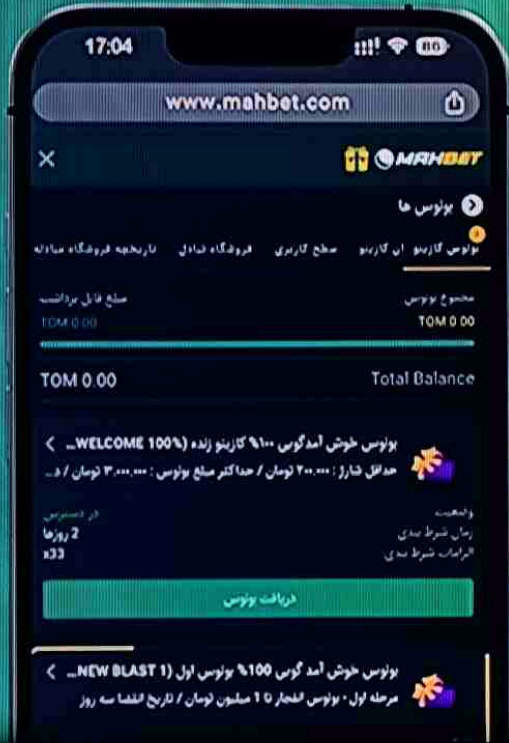 17:04
80
www.mahbet.com
MAHBET
بونوس ها
بونوس کازینو ان کازینو سطح کاربری فروشگاه تبادل تاریخچه فروشگاه مبادله
مجموع بونوس
مبلغ قابل برداشت
TOM 0.00
TOM 0.00
TOM 0.00
Total Balance
بونوس خوش آمدگویی ۱۰۰% کازینو زنده (WELCOME 100%...
حداقل شارژ : ۲۰۰,۰۰۰ تومان / حداکثر مبلغ بونوس : ۳,۰۰۰,۰۰۰ تومان / د...
وضعیت
در دسترس
زمان شرط بندی
2 روزها
الزامات شرط بندی
x33
دریافت بونوس
بونوس خوش آمد گویی 100% بونوس اول (NEW BLAST 1...
مرحله اول - بونوس انفجار تا 1 میلیون تومان / تاریخ انقضا سه روز